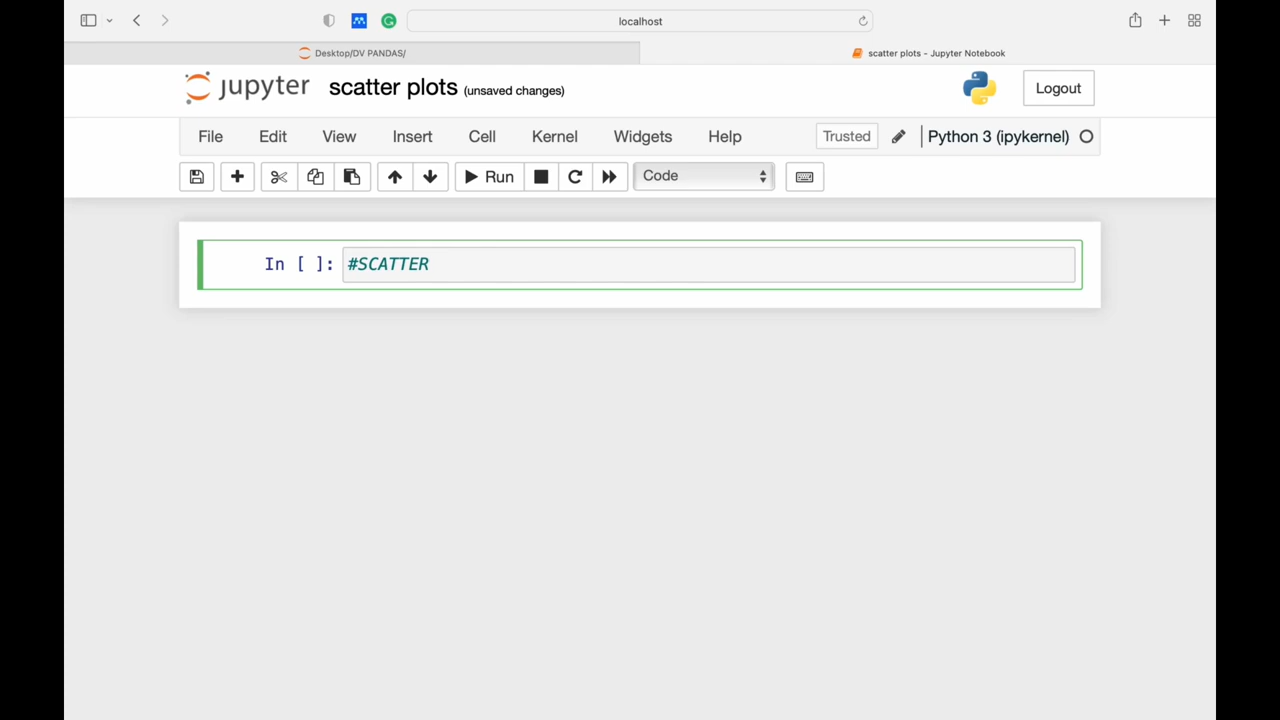 localhost
Desktop/DV PANDAS/
scatter plots - Jupyter Notebook
jupyter scatter plots (unsaved changes)
Logout
File Edit View Insert Cell Kernel Widgets Help Trusted Python 3 (ipykernel)
Run Code
In [ ]: #SCATTER